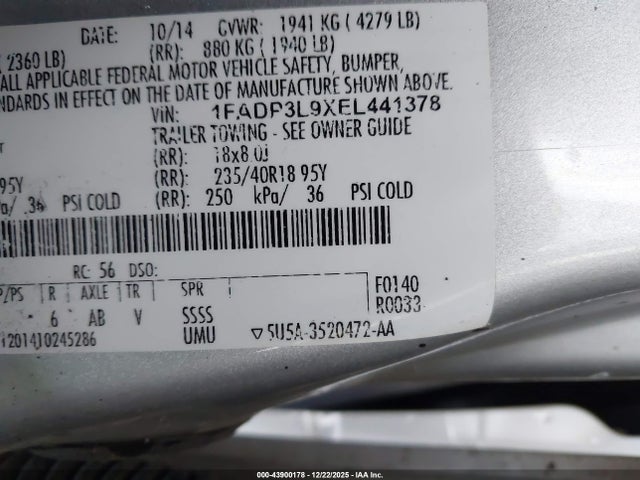 DATE: 10/14 GVWR: 1941 KG ( 4279 LB)
( 2360 LB) (RR): 880 KG ( 1940 LB)
ALL APPLICABLE FEDERAL MOTOR VEHICLE SAFETY, BUMPER,
STANDARDS IN EFFECT ON THE DATE OF MANUFACTURE SHOWN ABOVE.
VIN: 1FADP3L9XEL441378
TRAILER TOWING - SEE OWNER GUIDE
(RR): 18x8.0J
95Y (RR): 235/40R18 95Y
Pa/ 36 PSI COLD (RR): 250 kPa/ 36 PSI COLD
RC: 56 DSO:
P/PS R AXLE TR SPR F0140
6 AB V SSSS R0033
1201410245286 UMU ▽ 5U5A-3520472-AA
000-43900178 • 12/22/2025 • IAA Inc.